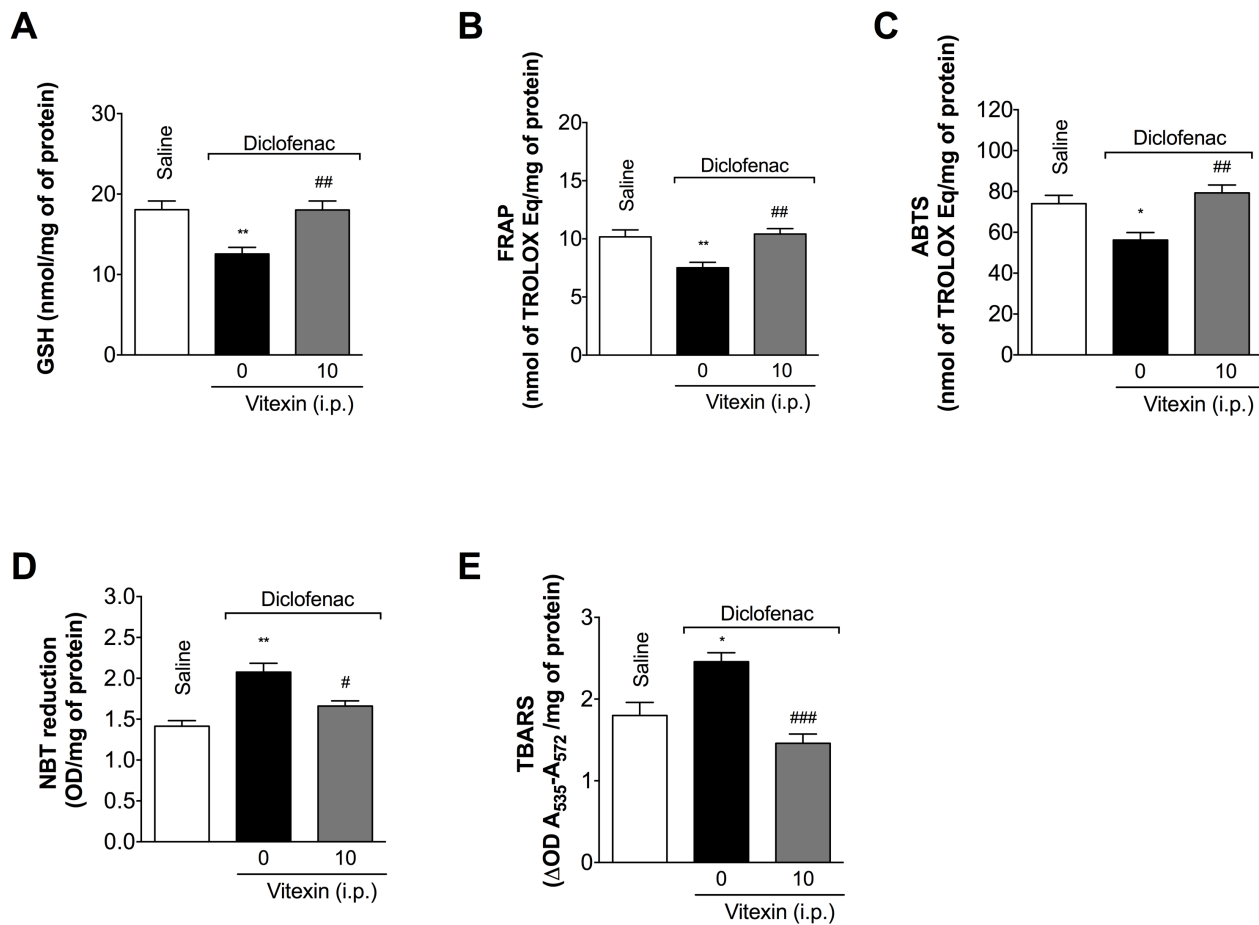 A
GSH (nmol/mg of of protein)
30
20
10
0
Saline
Diclofenac
**
##
0 10
Vitexin (i.p.)
B
FRAP
(nmol of TROLOX Eq/mg of protein)
20
15
10
5
0
Saline
Diclofenac
**
##
0 10
Vitexin (i.p.)
C
ABTS
(nmol of TROLOX Eq/mg of protein)
120
100
80
60
40
20
0
Saline
Diclofenac
*
##
0 10
Vitexin (i.p.)
D
NBT reduction
(OD/mg of protein)
3.0
2.5
2.0
1.5
1.0
0.5
0.0
Saline
Diclofenac
**
#
0 10
Vitexin (i.p.)
E
TBARS
(ΔOD A535-A572 /mg of protein)
3
2
1
0
Saline
Diclofenac
*
###
0 10
Vitexin (i.p.)